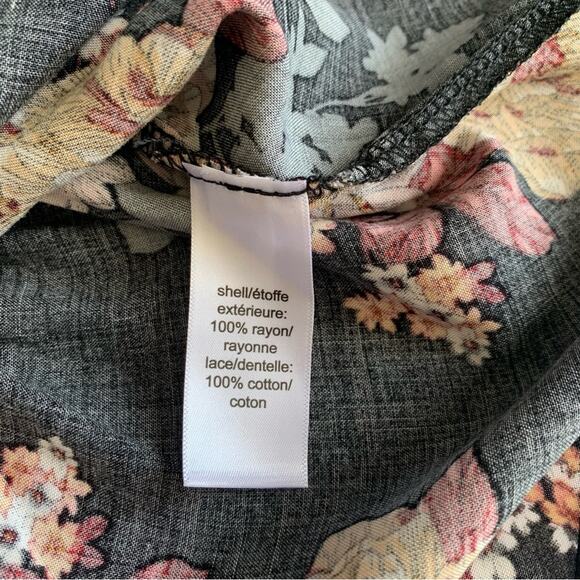 shell/étoffe
extérieure:
100% rayon/
rayonne
lace/dentelle:
100% cotton/
coton